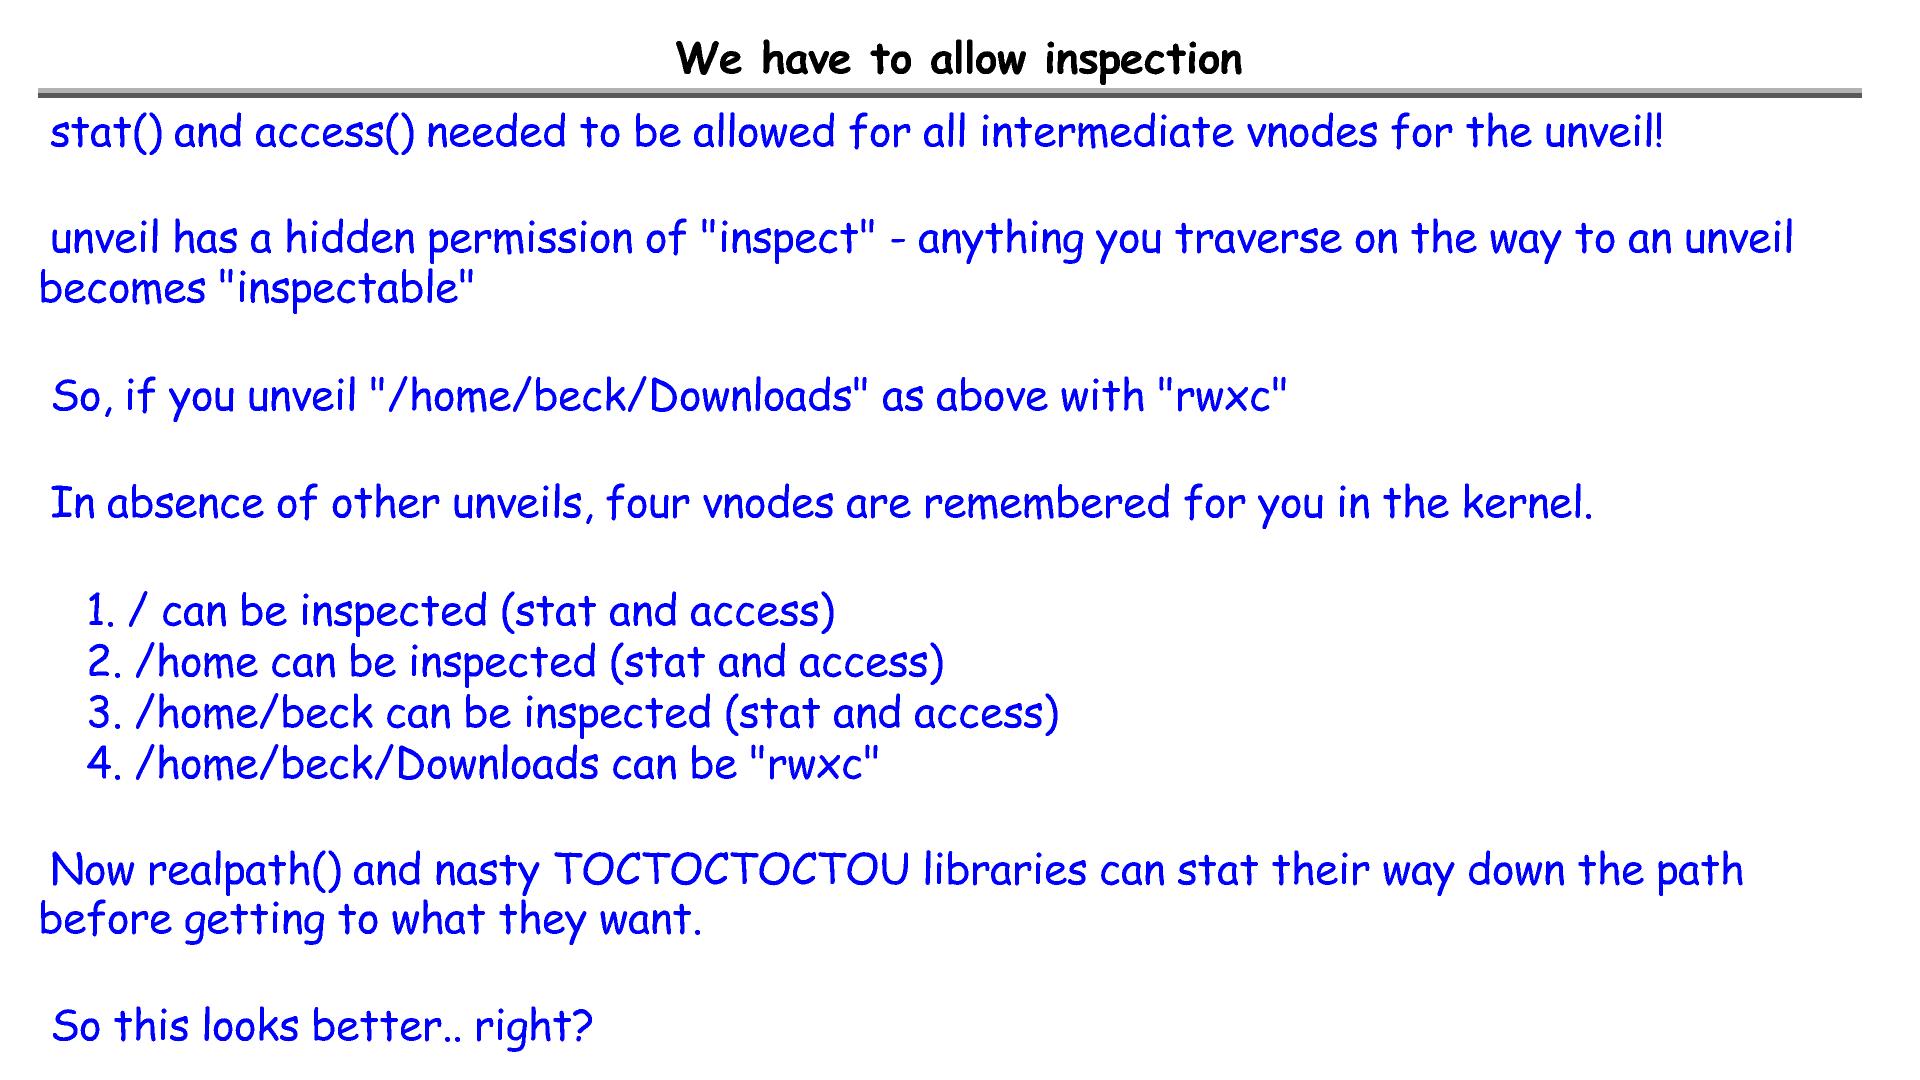 We have to allow inspection
stat() and access() needed to be allowed for all intermediate vnodes for the unveil!
unveil has a hidden permission of "inspect" - anything you traverse on the way to an unveil
becomes "inspectable"
So, if you unveil "/home/beck/Downloads" as above with "rwxc"
In absence of other unveils, four vnodes are remembered for you in the kernel.
1. / can be inspected (stat and access)
2. /home can be inspected (stat and access)
3. /home/beck can be inspected (stat and access)
4. /home/beck/Downloads can be "rwxc"
Now realpath() and nasty TOCTOCTOCTOU libraries can stat their way down the path
before getting to what they want.
So this looks better.. right?